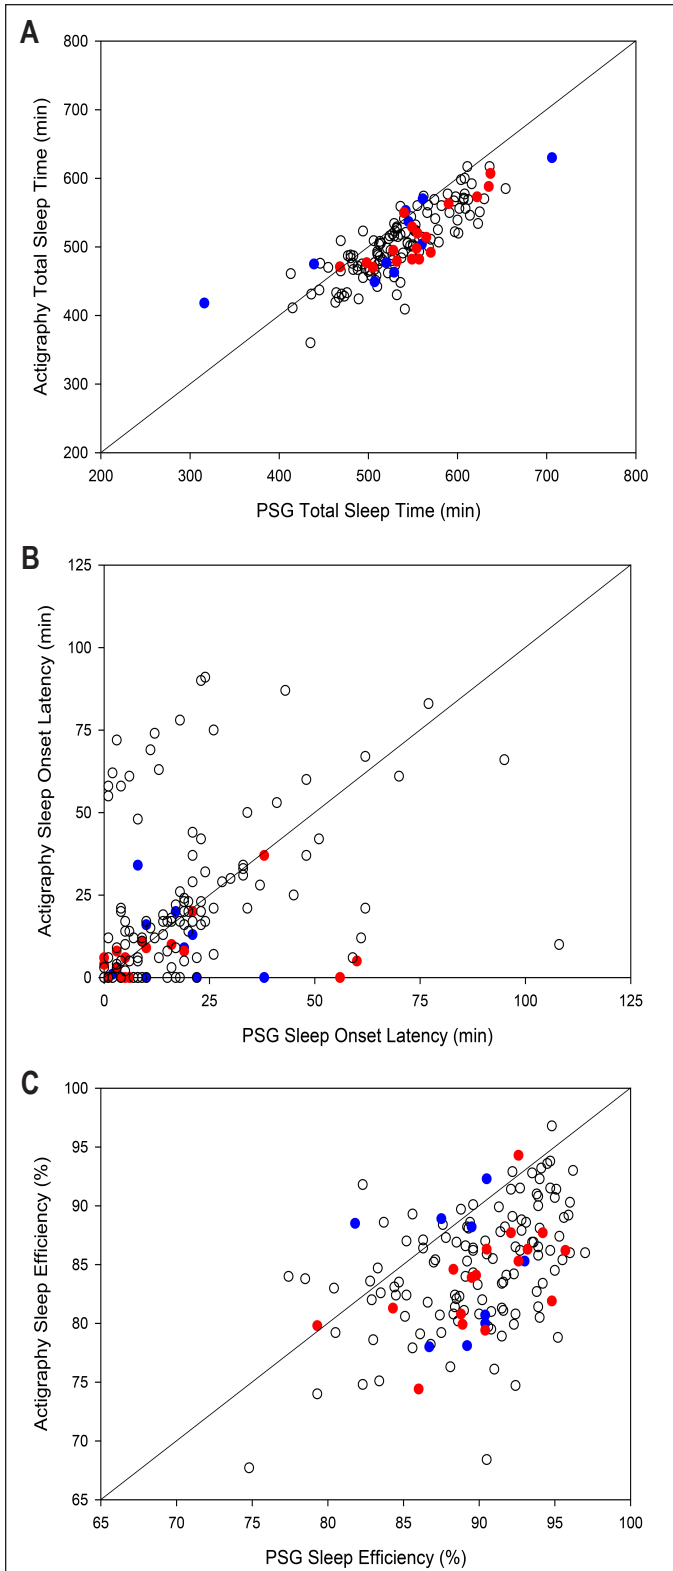 A
800
700
600
500
400
300
200
Actigraphy Total Sleep Time (min)
200 300 400 500 600 700 800
PSG Total Sleep Time (min)
B
125
100
75
50
25
0
Actigraphy Sleep Onset Latency (min)
0 25 50 75 100 125
PSG Sleep Onset Latency (min)
C
100
95
90
85
80
75
70
65
Actigraphy Sleep Efficiency (%)
65 70 75 80 85 90 95 100
PSG Sleep Efficiency (%)